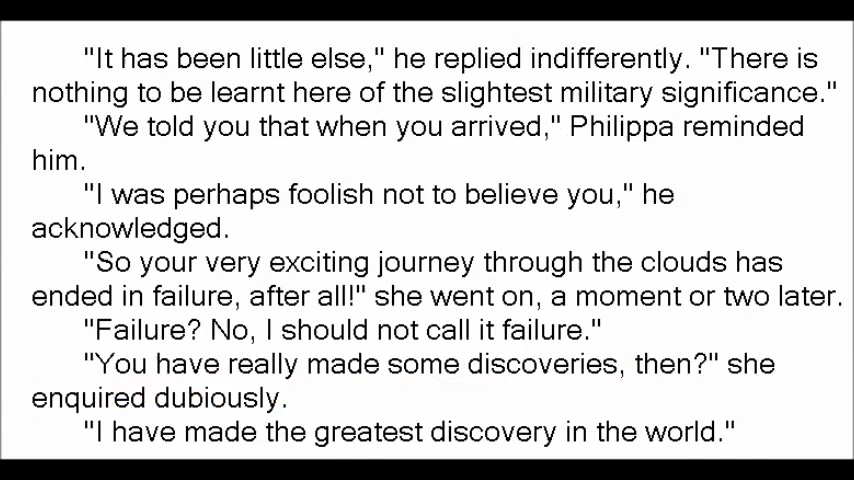 "It has been little else," he replied indifferently. "There is
nothing to be learnt here of the slightest military significance."
"We told you that when you arrived," Philippa reminded
him.
"I was perhaps foolish not to believe you," he
acknowledged.
"So your very exciting journey through the clouds has
ended in failure, after all!" she went on, a moment or two later.
"Failure? No, I should not call it failure."
"You have really made some discoveries, then?" she
enquired dubiously.
"I have made the greatest discovery in the world."